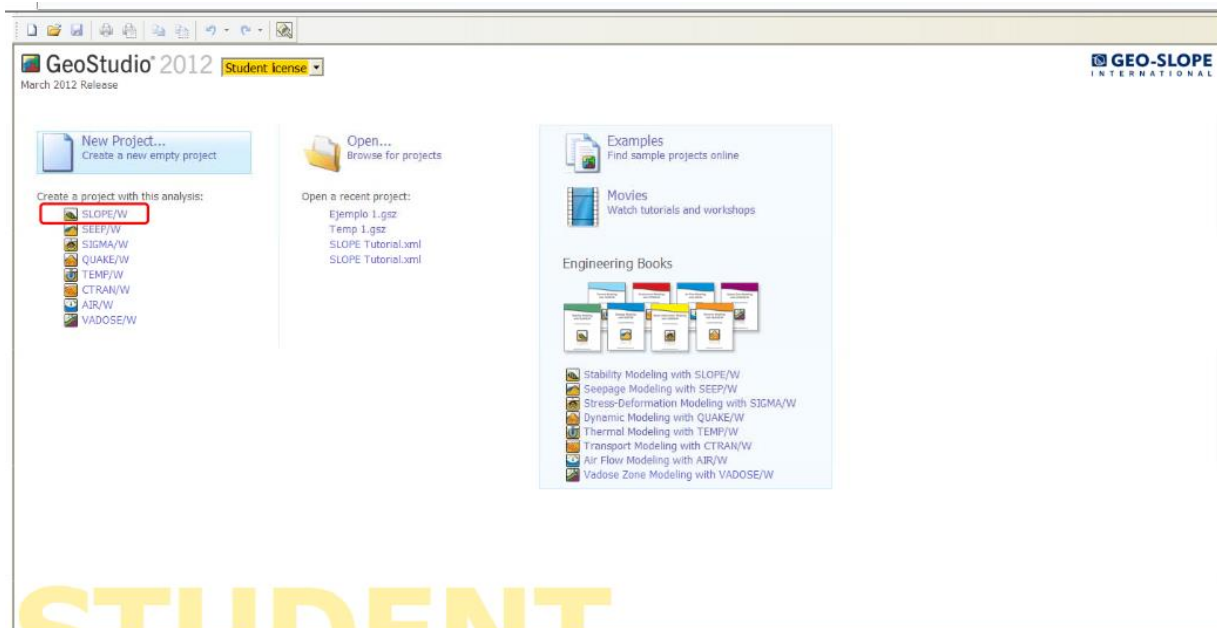 GeoStudio® 2012 Student license
March 2012 Release
GEO-SLOPE
INTERNATIONAL
New Project...
Create a new empty project
Create a project with this analysis:
SLOPE/W
SEEP/W
SIGMA/W
QUAKE/W
TEMP/W
CTRAN/W
AIR/W
VADOSE/W
Open...
Browse for projects
Open a recent project:
Ejemplo 1.gsz
Temp 1.gsz
SLOPE Tutorial.xml
SLOPE Tutorial.xml
Examples
Find sample projects online
Movies
Watch tutorials and workshops
Engineering Books
Stability Modeling with SLOPE/W
Seepage Modeling with SEEP/W
Stress-Deformation Modeling with SIGMA/W
Dynamic Modeling with QUAKE/W
Thermal Modeling with TEMP/W
Transport Modeling with CTRAN/W
Air Flow Modeling with AIR/W
Vadose Zone Modeling with VADOSE/W
STUDENT